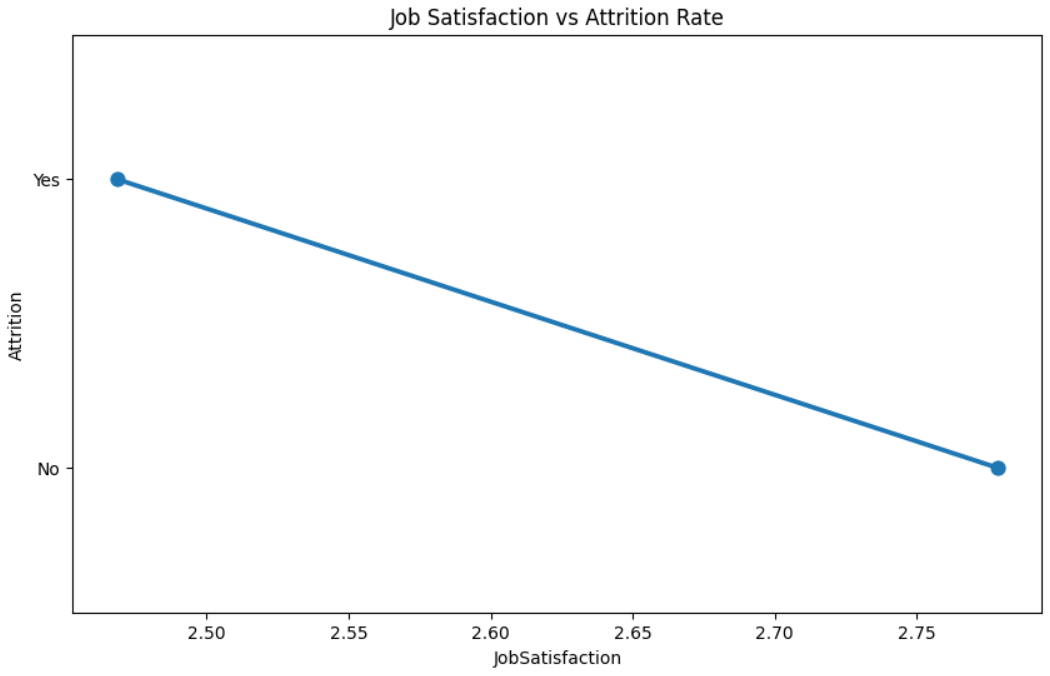 Job Satisfaction vs Attrition Rate
Attrition
Yes
No
2.50 2.55 2.60 2.65 2.70 2.75
JobSatisfaction